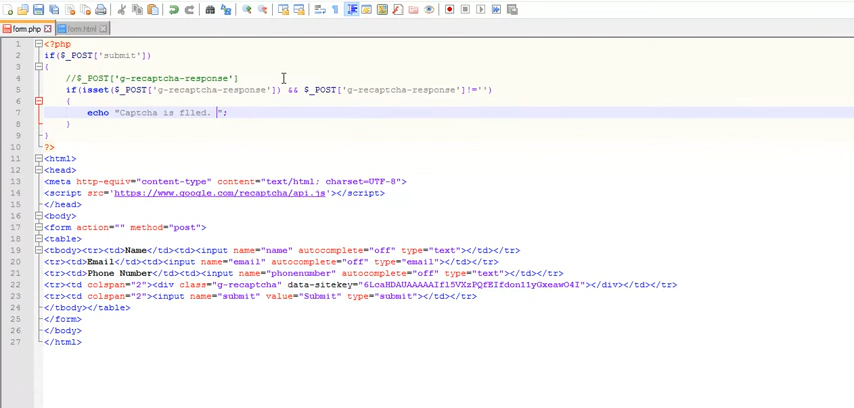 form.php form.html
1 <?php
2 if($_POST['submit'])
3 {
4 //$_POST['g-recaptcha-response']
5 if(isset($_POST['g-recaptcha-response']) && $_POST['g-recaptcha-response']!='')
6 {
7 echo "Captcha is flled. ";
8 }
9 }
10 ?>
11 <html>
12 <head>
13 <meta http-equiv="content-type" content="text/html; charset=UTF-8">
14 <script src='https://www.google.com/recaptcha/api.js'></script>
15 </head>
16 <body>
17 <form action="" method="post">
18 <table>
19 <tbody><tr><td>Name</td><td><input name="name" autocomplete="off" type="text"></td></tr>
20 <tr><td>Email</td><td><input name="email" autocomplete="off" type="email"></td></tr>
21 <tr><td>Phone Number</td><td><input name="phonenumber" autocomplete="off" type="text"></td></tr>
22 <tr><td colspan="2"><div class="g-recaptcha" data-sitekey="6LcaHDAUAAAAAIfl5VXzPQfEIfdon11yGxeawO4I"></div></td></tr>
23 <tr><td colspan="2"><input name="submit" value="Submit" type="submit"></td></tr>
24 </tbody></table>
25 </form>
26 </body>
27 </html>